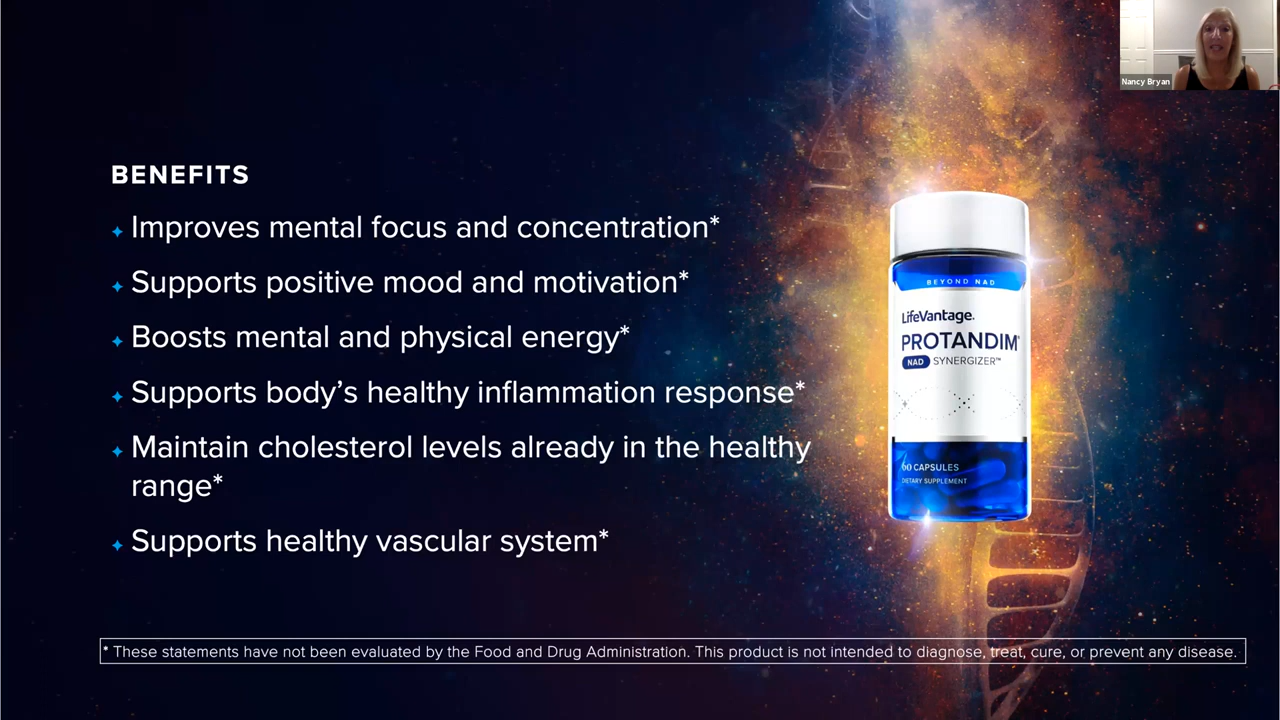 Nancy Bryan
BENEFITS
Improves mental focus and concentration*
Supports positive mood and motivation*
Boosts mental and physical energy*
Supports body’s healthy inflammation response*
Maintain cholesterol levels already in the healthy
range*
Supports healthy vascular system*
BEYOND NAD
LifeVantage.
PROTANDIM®
NAD SYNERGIZER™
60 CAPSULES
DIETARY SUPPLEMENT
* These statements have not been evaluated by the Food and Drug Administration. This product is not intended to diagnose, treat, cure, or prevent any disease.